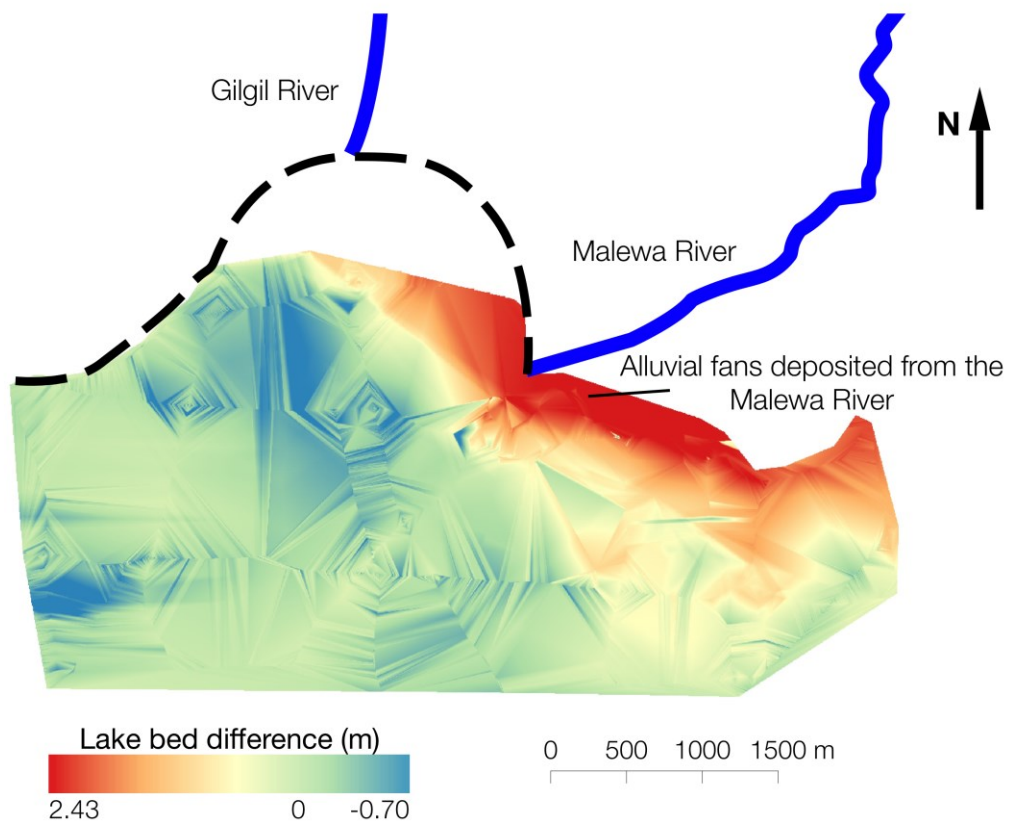 Gilgil River
N
Malewa River
Alluvial fans deposited from the
Malewa River
Lake bed difference (m)
2.43 0 -0.70
0 500 1000 1500 m